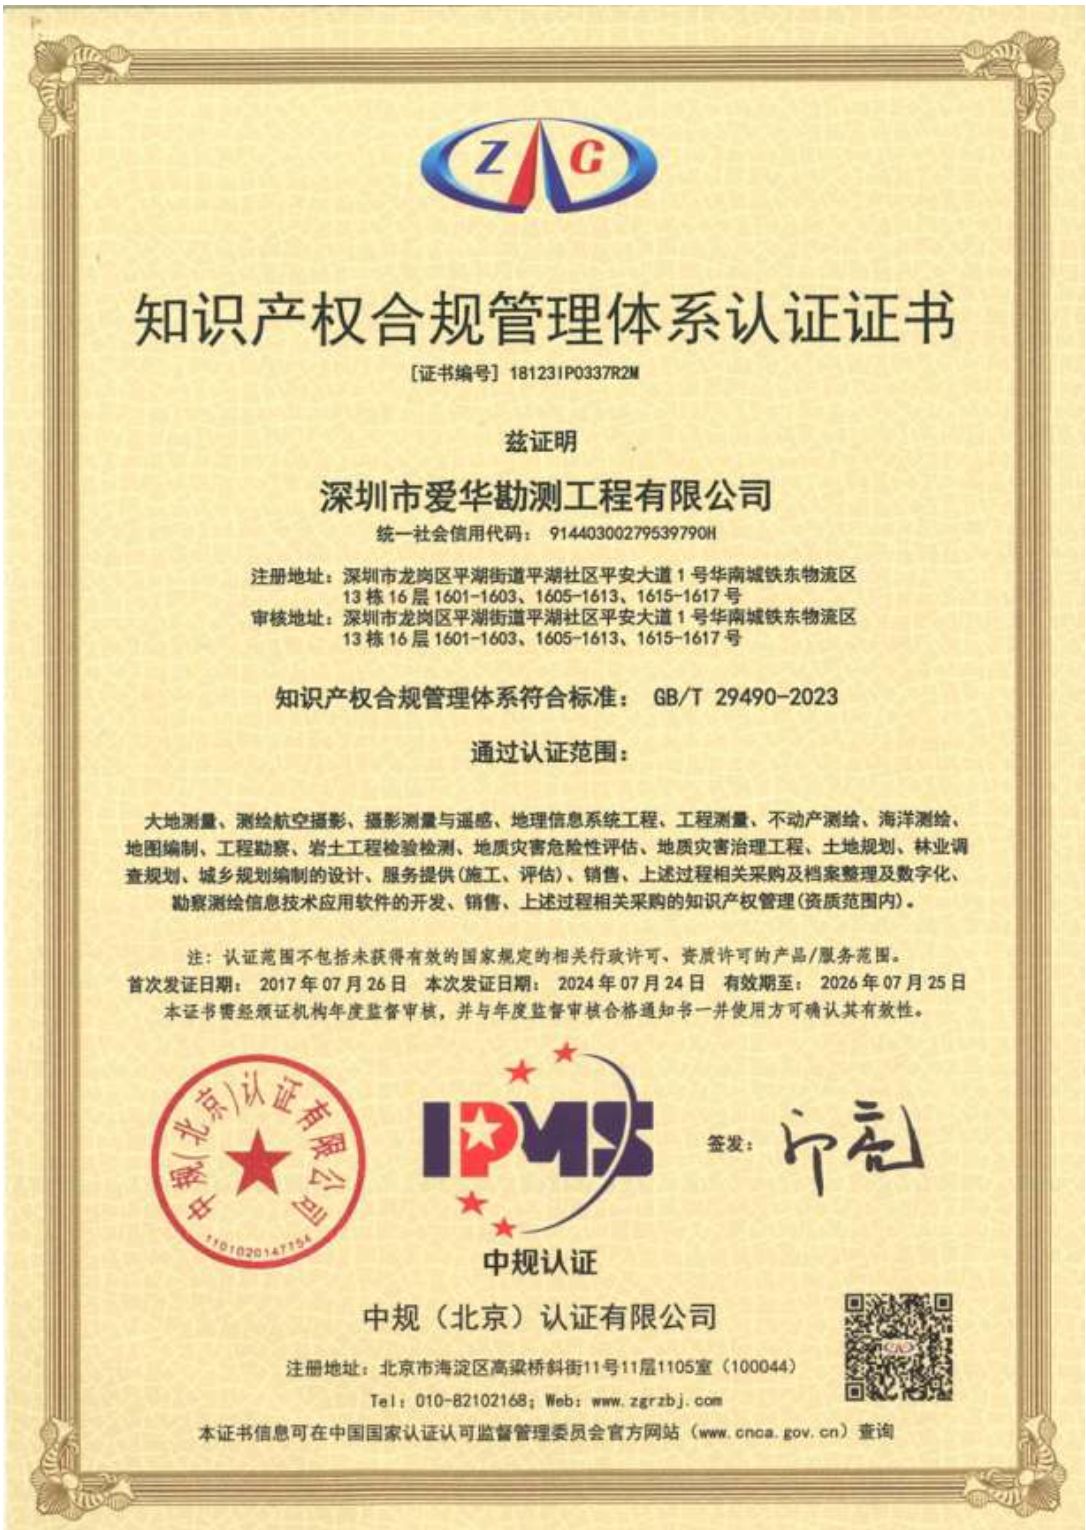 Z G
知识产权合规管理体系认证证书
[证书编号] 18123IP0337R2M
兹证明
深圳市爱华勘测工程有限公司
统一社会信用代码： 91440300279539790H
注册地址：深圳市龙岗区平湖街道平湖社区平安大道1号华南城铁东物流区
13栋16层1601-1603、1605-1613、1615-1617号
审核地址：深圳市龙岗区平湖街道平湖社区平安大道1号华南城铁东物流区
13栋16层1601-1603、1605-1613、1615-1617号
知识产权合规管理体系符合标准： GB/T 29490-2023
通过认证范围：
大地测量、测绘航空摄影、摄影测量与遥感、地理信息系统工程、工程测量、不动产测绘、海洋测绘、
地图编制、工程勘察、岩土工程检验检测、地质灾害危险性评估、地质灾害治理工程、土地规划、林业调
查规划、城乡规划编制的设计、服务提供(施工、评估)、销售、上述过程相关采购及档案整理及数字化、
勘察测绘信息技术应用软件的开发、销售、上述过程相关采购的知识产权管理(资质范围内)。
注：认证范围不包括未获得有效的国家规定的相关行政许可、资质许可的产品/服务范围。
首次发证日期： 2017年07月26日 本次发证日期： 2024年07月24日 有效期至： 2026年07月25日
本证书需经颁证机构年度监督审核，并与年度监督审核合格通知书一并使用方可确认其有效性。
中规(北京)认证有限公司
1101020147754
IPMS
签发：印亮
中规认证
中规（北京）认证有限公司
注册地址：北京市海淀区高粱桥斜街11号11层1105室（100044）
Tel：010-82102168；Web：www.zgrzbj.com
本证书信息可在中国国家认证认可监督管理委员会官方网站（www.cnca.gov.cn）查询